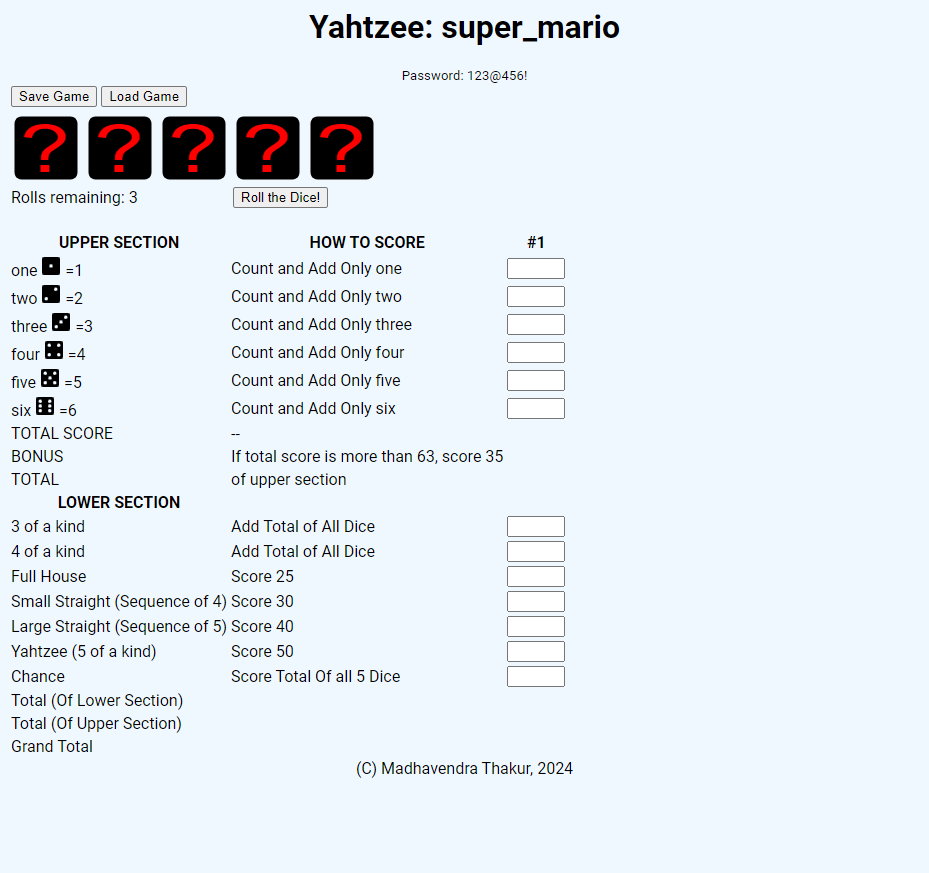 Yahtzee: super_mario
Password: 123@456!
Save Game Load Game
? ? ? ? ?
Rolls remaining: 3 Roll the Dice!
UPPER SECTION HOW TO SCORE #1
one =1 Count and Add Only one
two =2 Count and Add Only two
three =3 Count and Add Only three
four =4 Count and Add Only four
five =5 Count and Add Only five
six =6 Count and Add Only six
TOTAL SCORE --
BONUS If total score is more than 63, score 35
TOTAL of upper section
LOWER SECTION
3 of a kind Add Total of All Dice
4 of a kind Add Total of All Dice
Full House Score 25
Small Straight (Sequence of 4) Score 30
Large Straight (Sequence of 5) Score 40
Yahtzee (5 of a kind) Score 50
Chance Score Total Of all 5 Dice
Total (Of Lower Section)
Total (Of Upper Section)
Grand Total
(C) Madhavendra Thakur, 2024